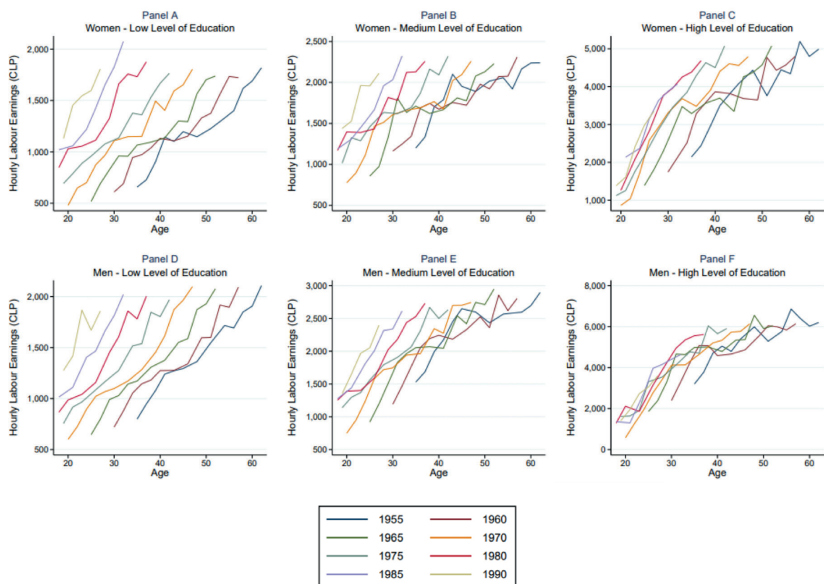 Panel A
Women - Low Level of Education
Hourly Labour Earnings (CLP)
2,000
1,500
1,000
500
20 30 40 50 60
Age
Panel B
Women - Medium Level of Education
Hourly Labour Earnings (CLP)
2,500
2,000
1,500
1,000
500
20 30 40 50 60
Age
Panel C
Women - High Level of Education
Hourly Labour Earnings (CLP)
5,000
4,000
3,000
2,000
1,000
20 30 40 50 60
Age
Panel D
Men - Low Level of Education
Hourly Labour Earnings (CLP)
2,000
1,500
1,000
500
20 30 40 50 60
Age
Panel E
Men - Medium Level of Education
Hourly Labour Earnings (CLP)
3,000
2,500
2,000
1,500
1,000
500
20 30 40 50 60
Age
Panel F
Men - High Level of Education
Hourly Labour Earnings (CLP)
8,000
6,000
4,000
2,000
0
20 30 40 50 60
Age
1955 1960
1965 1970
1975 1980
1985 1990